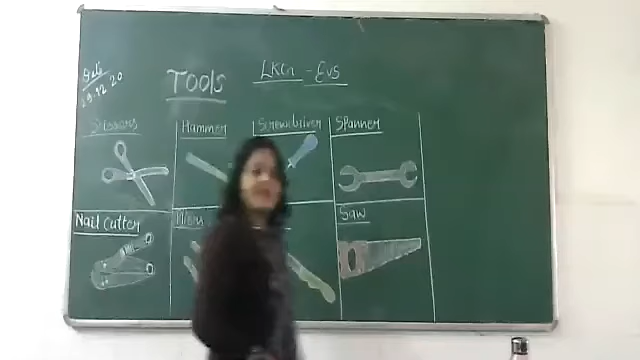 Date
19.12.20
TOOLS
LKG - EVS
Scissors
Hammer
Screwdriver
Spanner
Nail Cutter
Saw